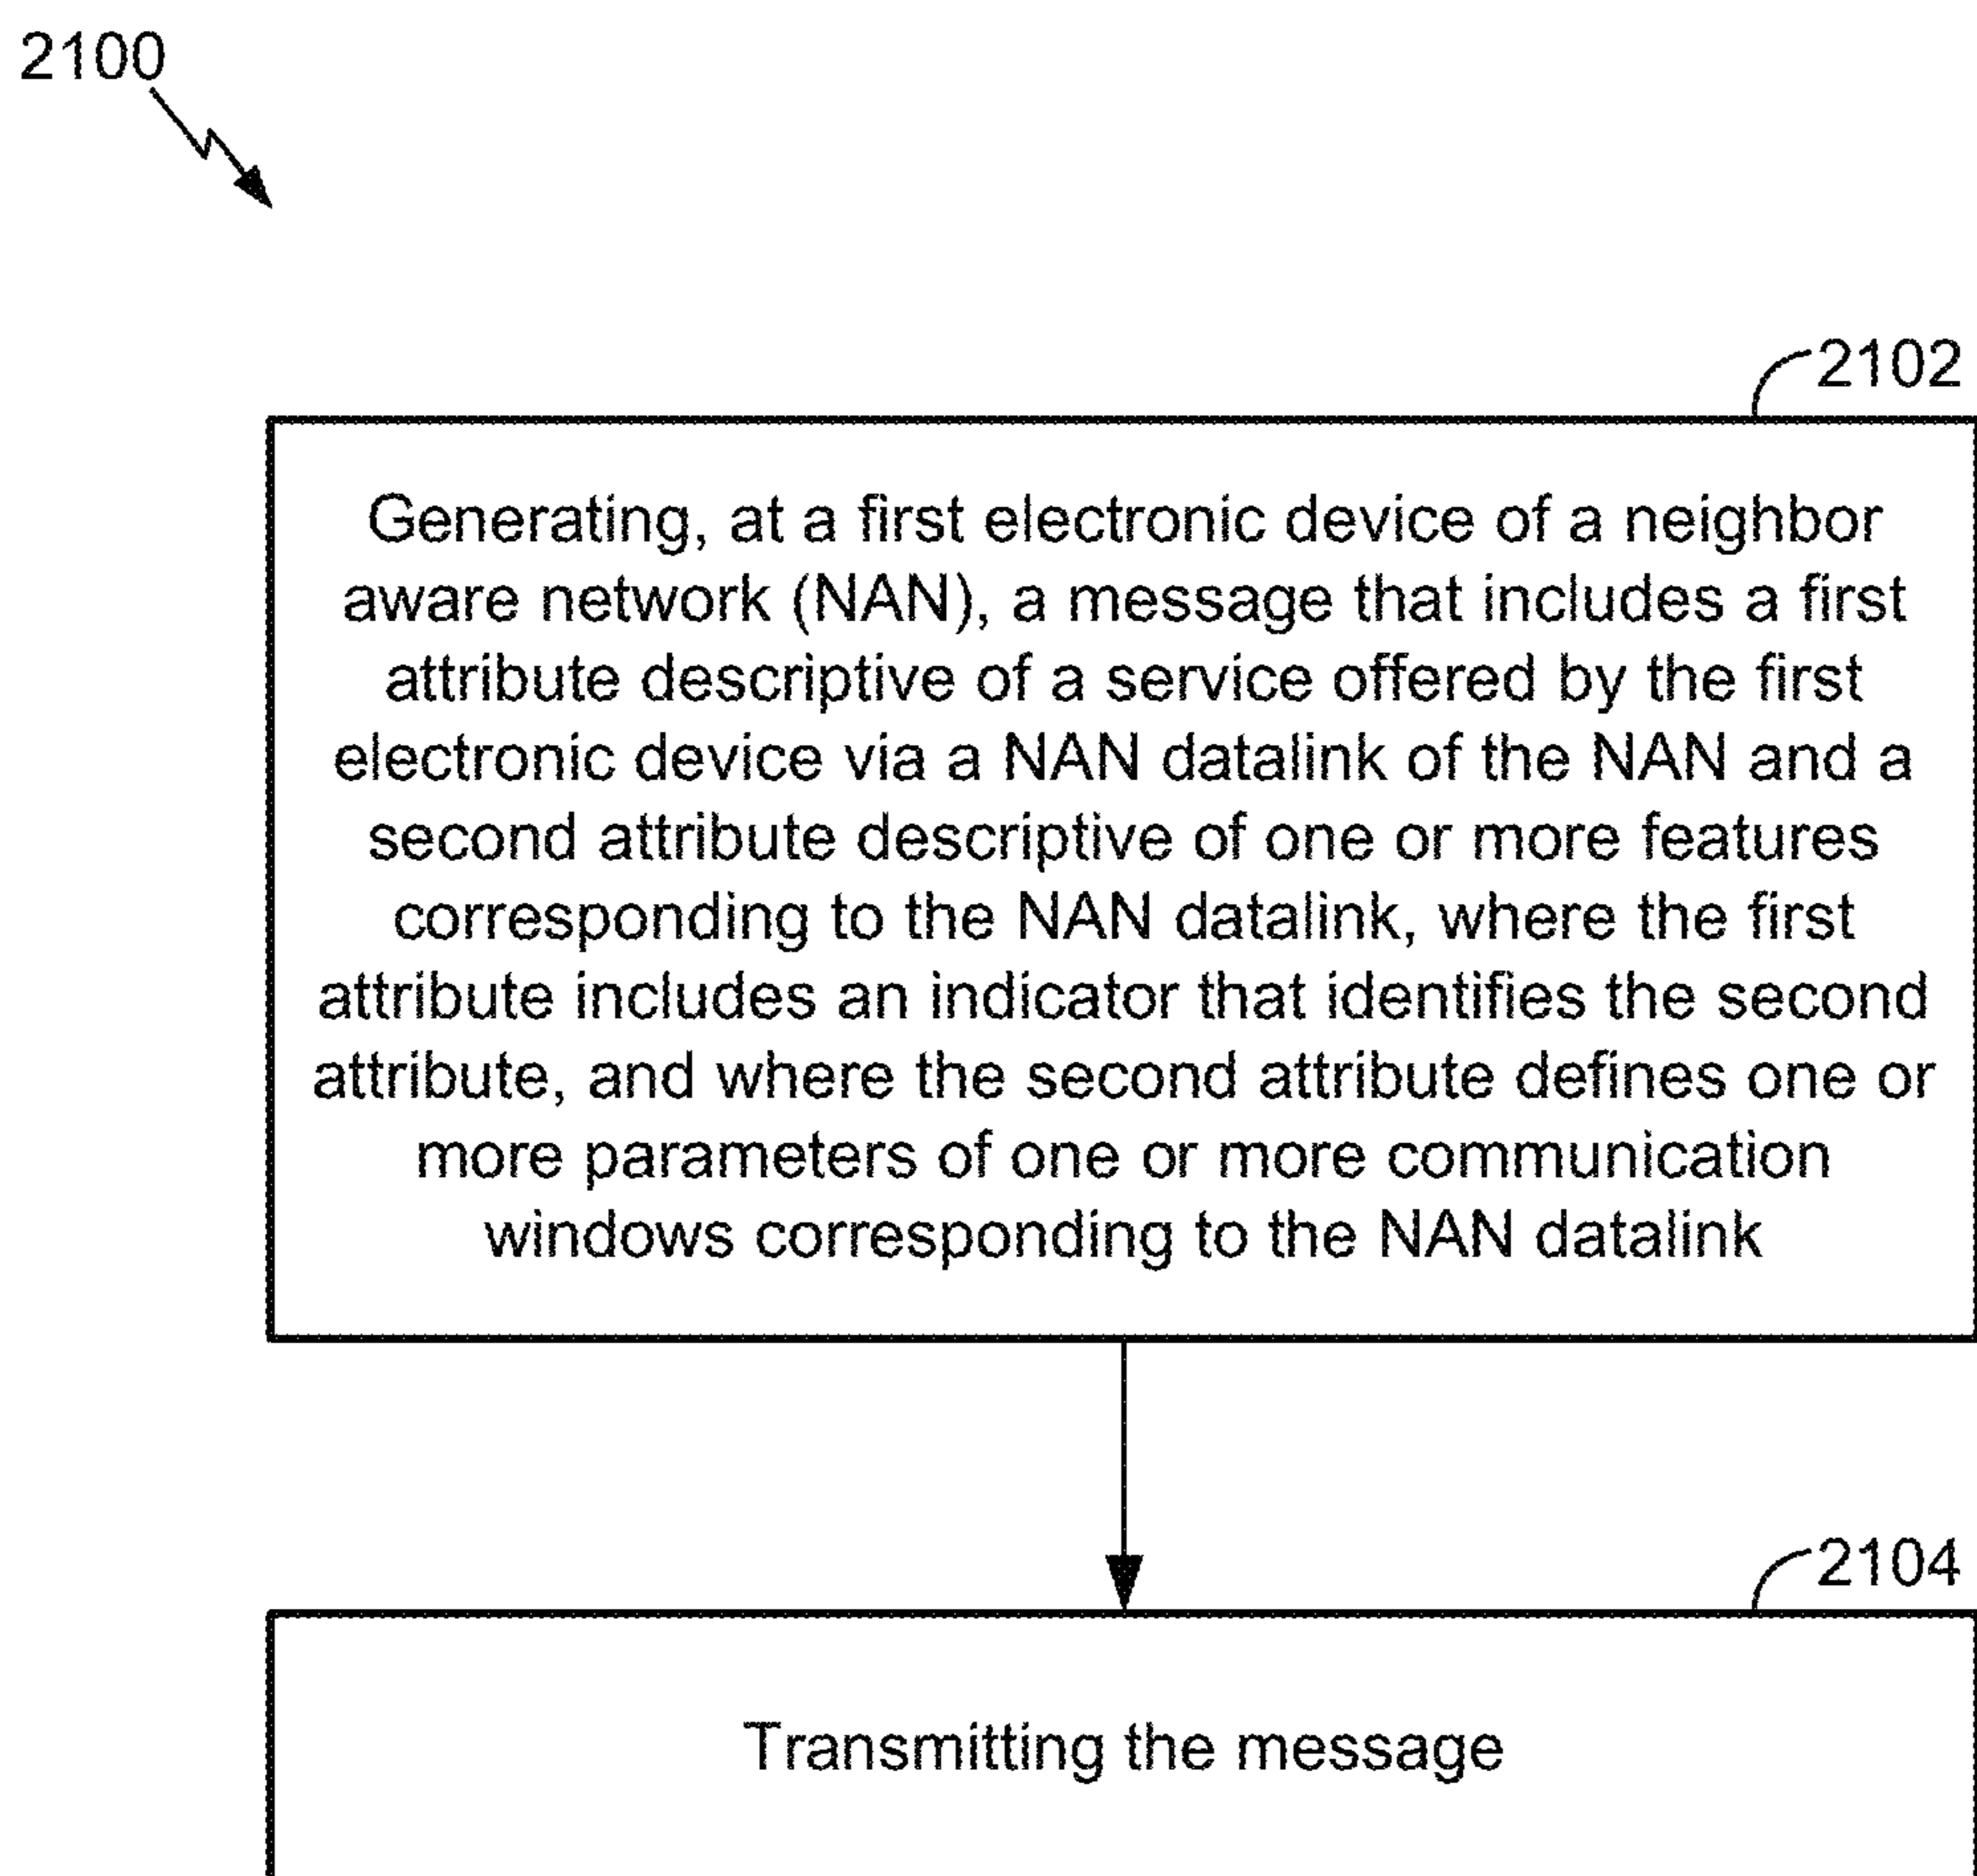 2100
2102
Generating, at a first electronic device of a neighbor
aware network (NAN), a message that includes a first
attribute descriptive of a service offered by the first
electronic device via a NAN datalink of the NAN and a
second attribute descriptive of one or more features
corresponding to the NAN datalink, where the first
attribute includes an indicator that identifies the second
attribute, and where the second attribute defines one or
more parameters of one or more communication
windows corresponding to the NAN datalink
2104
Transmitting the message